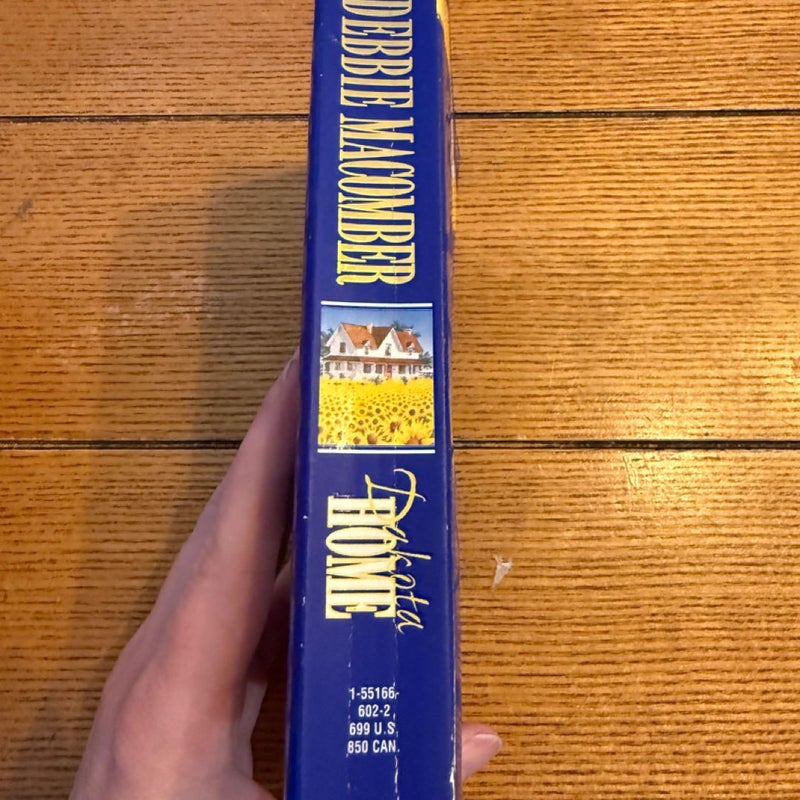 DEBBIE MACOMBER
Dakota
HOME
1-55166-
602-2
699 U.S.
850 CAN.